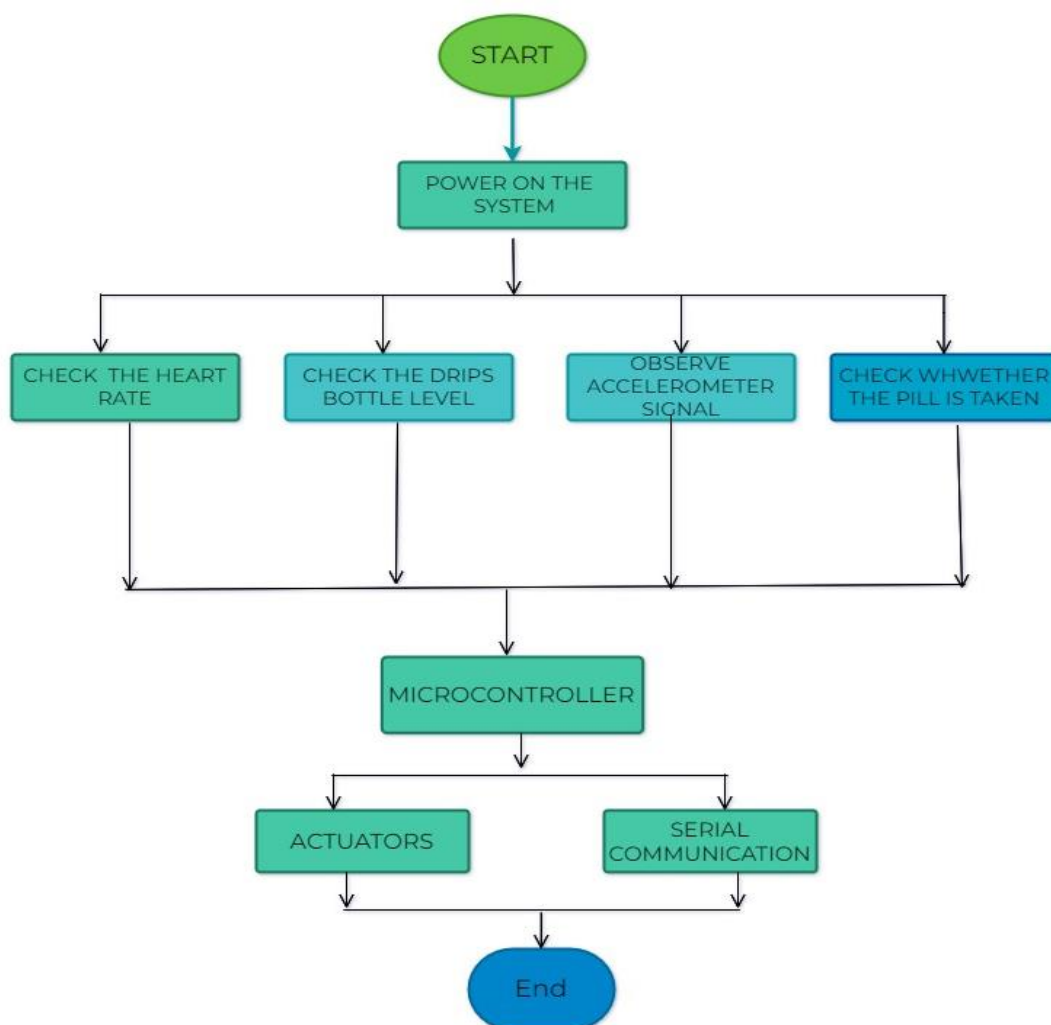 START
POWER ON THE
SYSTEM
CHECK THE HEART
RATE
CHECK THE DRIPS
BOTTLE LEVEL
OBSERVE
ACCELEROMETER
SIGNAL
CHECK WHWETHER
THE PILL IS TAKEN
MICROCONTROLLER
ACTUATORS
SERIAL
COMMUNICATION
End